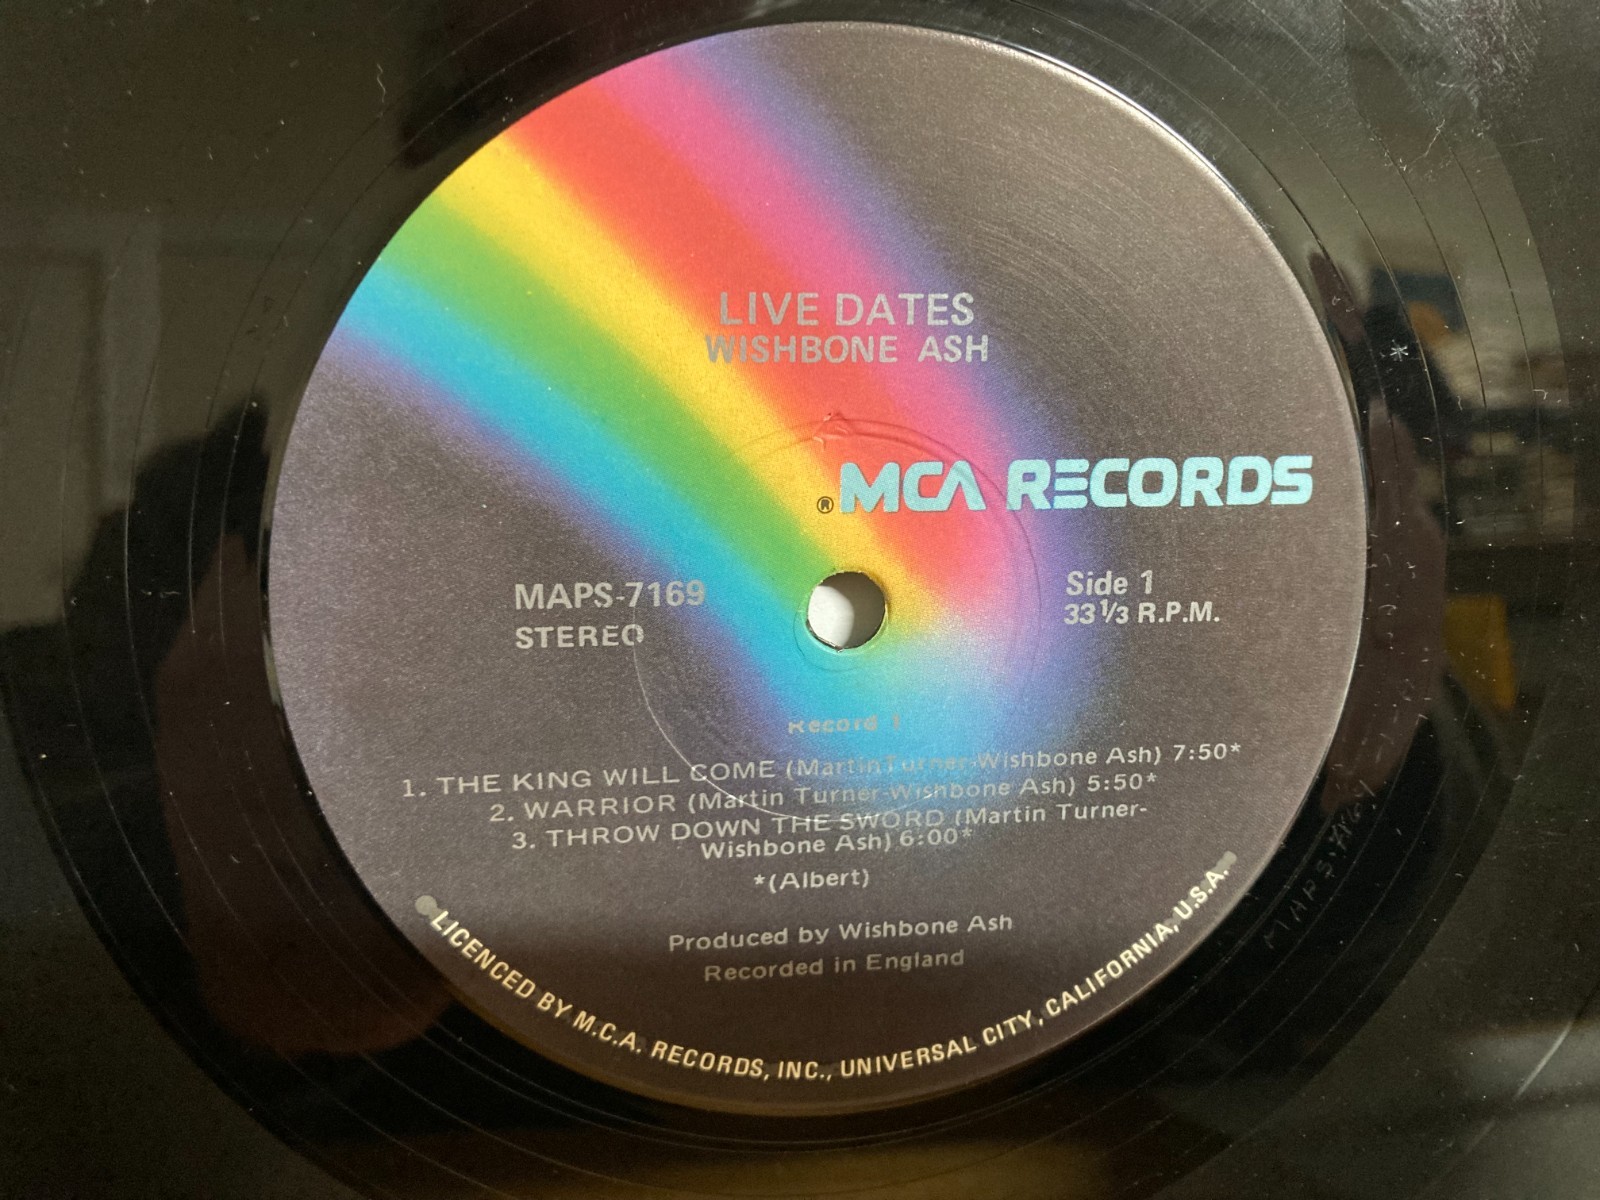 LIVE DATES
WISHBONE ASH
® MCA RECORDS
MAPS-7169
STEREO
Side 1
33⅓ R.P.M.
Record 1
1. THE KING WILL COME (Martin Turner-Wishbone Ash) 7:50*
2. WARRIOR (Martin Turner-Wishbone Ash) 5:50*
3. THROW DOWN THE SWORD (Martin Turner-
Wishbone Ash) 6:00*
*(Albert)
Produced by Wishbone Ash
Recorded in England
LICENCED BY M.C.A. RECORDS, INC., UNIVERSAL CITY, CALIFORNIA, U.S.A.